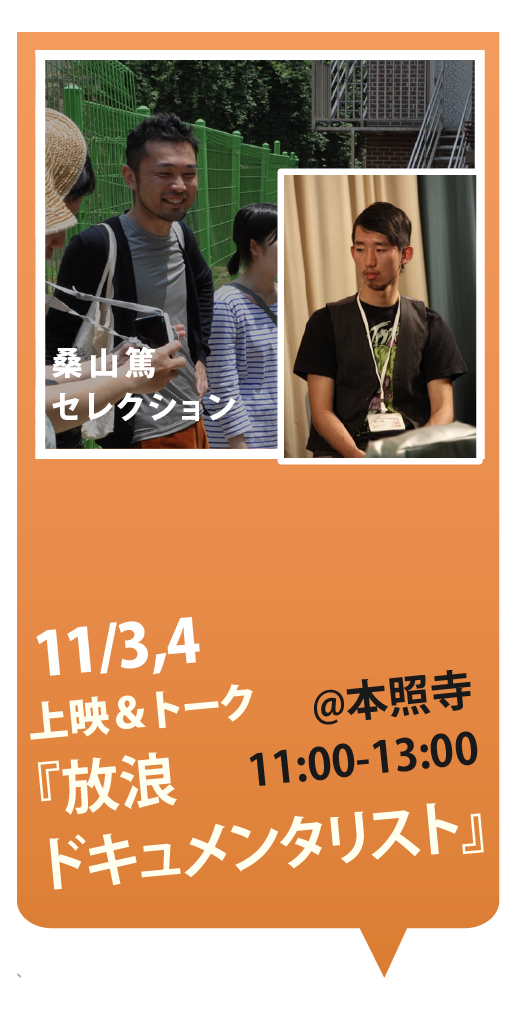 桑山篤
セレクション
11/3,4
上映＆トーク
@本照寺
11:00-13:00
『放浪
ドキュメンタリスト』
、